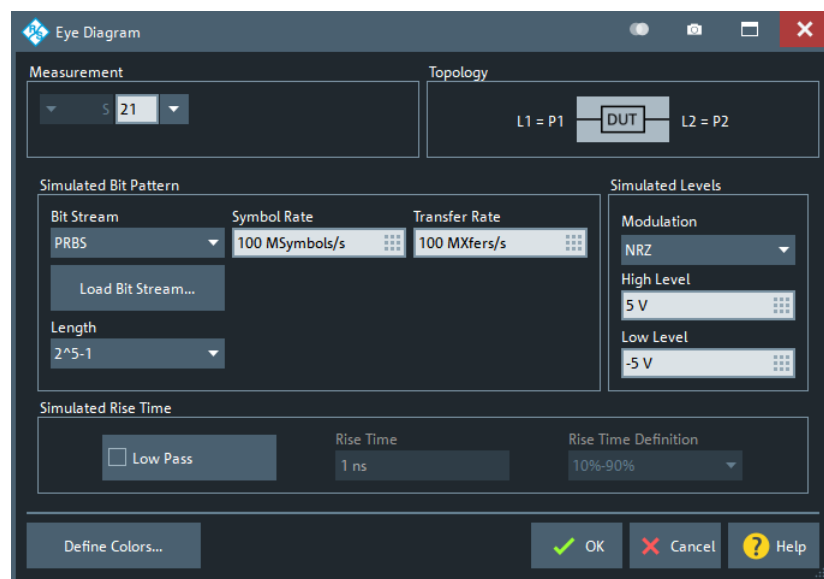 Eye Diagram
Measurement
S 21
Topology
L1 = P1 DUT L2 = P2
Simulated Bit Pattern
Bit Stream
PRBS
Symbol Rate
100 MSymbols/s
Transfer Rate
100 MXfers/s
Load Bit Stream...
Length
2^5-1
Simulated Levels
Modulation
NRZ
High Level
5 V
Low Level
-5 V
Simulated Rise Time
Low Pass
Rise Time
1 ns
Rise Time Definition
10%-90%
Define Colors...
OK
Cancel
? Help